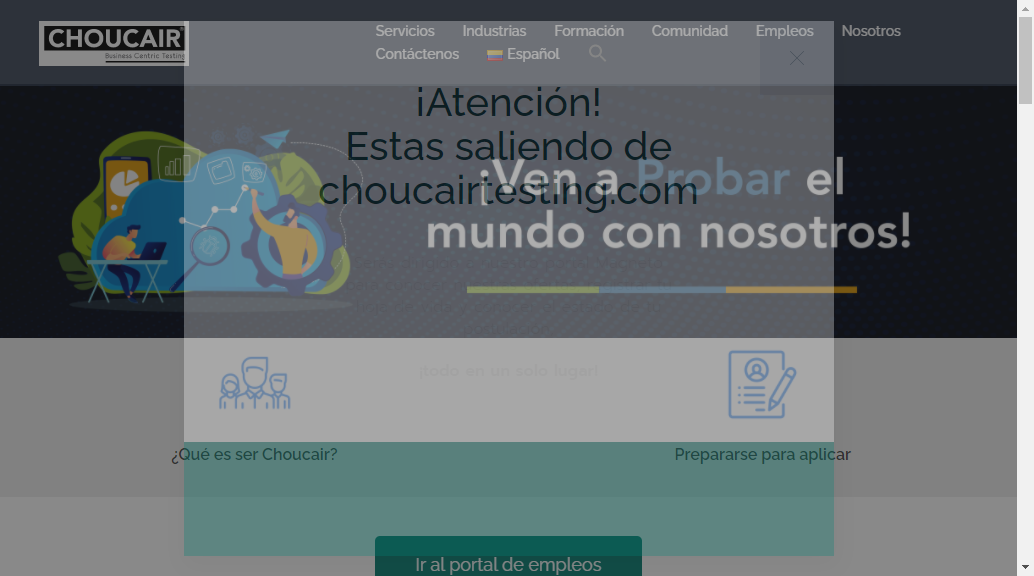 CHOUCAIR
Business Centric Testing
Servicios Industrias Formación Comunidad Empleos Nosotros
Contáctenos Español
¡Atención!
Estas saliendo de
choucairtesting.com
¡Ven a Probar el
mundo con nosotros!
¡todo en un solo lugar!
¿Qué es ser Choucair?
Prepararse para aplicar
Ir al portal de empleos